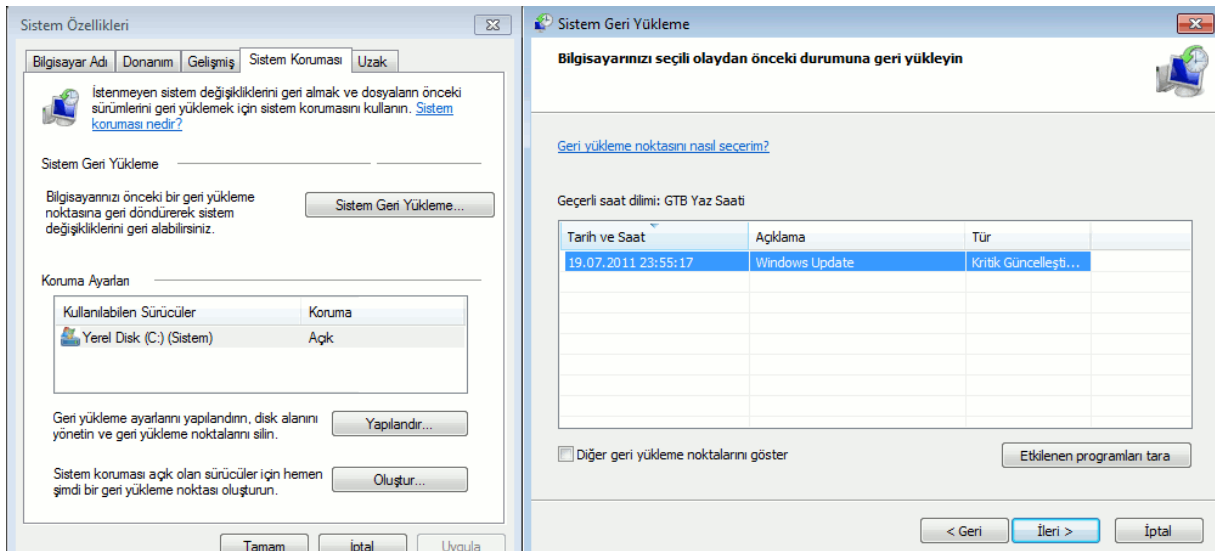 Sistem Özellikleri
Bilgisayar Adı Donanım Gelişmiş Sistem Koruması Uzak
İstenmeyen sistem değişikliklerini geri almak ve dosyaların önceki
sürümlerini geri yüklemek için sistem korumasını kullanın. Sistem
koruması nedir?
Sistem Geri Yükleme
Bilgisayarınızı önceki bir geri yükleme
noktasına geri döndürerek sistem
değişikliklerini geri alabilirsiniz.
Sistem Geri Yükleme...
Koruma Ayarları
Kullanılabilen Sürücüler Koruma
Yerel Disk (C:) (Sistem) Açık
Geri yükleme ayarlarını yapılandırın, disk alanını
yönetin ve geri yükleme noktalarını silin.
Yapılandır...
Sistem koruması açık olan sürücüler için hemen
şimdi bir geri yükleme noktası oluşturun.
Oluştur...
Tamam İptal Uygula
Sistem Geri Yükleme
Bilgisayarınızı seçili olaydan önceki durumuna geri yükleyin
Geri yükleme noktasını nasıl seçerim?
Geçerli saat dilimi: GTB Yaz Saati
Tarih ve Saat Açıklama Tür
19.07.2011 23:55:17 Windows Update Kritik Güncelleşti...
Diğer geri yükleme noktalarını göster
Etkilenen programları tara
< Geri İleri > İptal